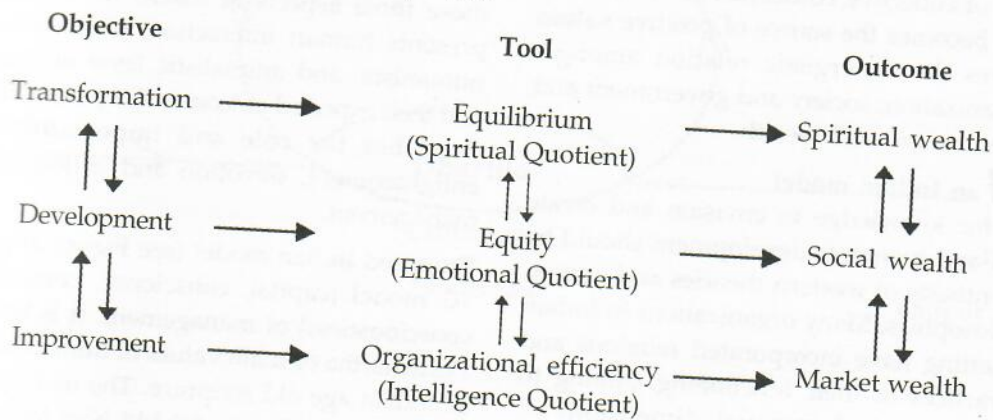 Objective
Tool
Outcome
Transformation
Equilibrium
(Spiritual Quotient)
Spiritual wealth
Development
Equity
(Emotional Quotient)
Social wealth
Improvement
Organizational efficiency
(Intelligence Quotient)
Market wealth